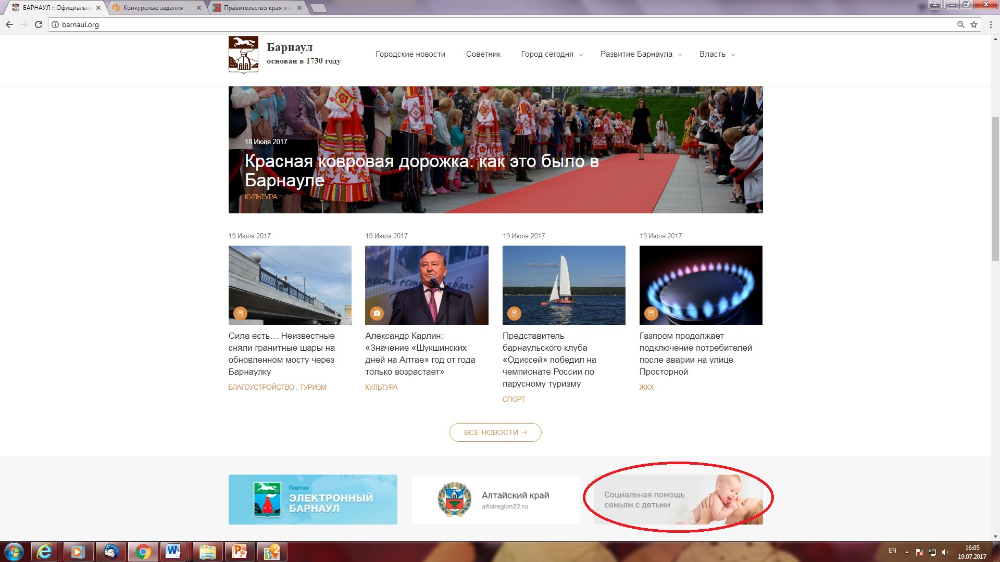 БАРНАУЛ :: Официальн
Конкурсные задания
Правительство края и и
barnaul.org
Барнаул
основан в 1730 году
Городские новости
Советник
Город сегодня
Развитие Барнаула
Власть
18 Июля 2017
Красная ковровая дорожка: как это было в
Барнауле
КУЛЬТУРА
19 Июля 2017
Сила есть… Неизвестные
сняли гранитные шары на
обновленном мосту через
Барнаулку
БЛАГОУСТРОЙСТВО , ТУРИЗМ
19 Июля 2017
Александр Карлин:
«Значение «Шукшинских
дней на Алтае» год от года
только возрастает»
КУЛЬТУРА
19 Июля 2017
Представитель
барнаульского клуба
«Одиссей» победил на
чемпионате России по
парусному туризму
СПОРТ
19 Июля 2017
Газпром продолжает
подключение потребителей
после аварии на улице
Просторной
ЖКХ
ВСЕ НОВОСТИ →
Портал
ЭЛЕКТРОННЫЙ
БАРНАУЛ
Алтайский край
altairegion22.ru
Социальная помощь
семьям с детьми
EN
16:05
19.07.2017